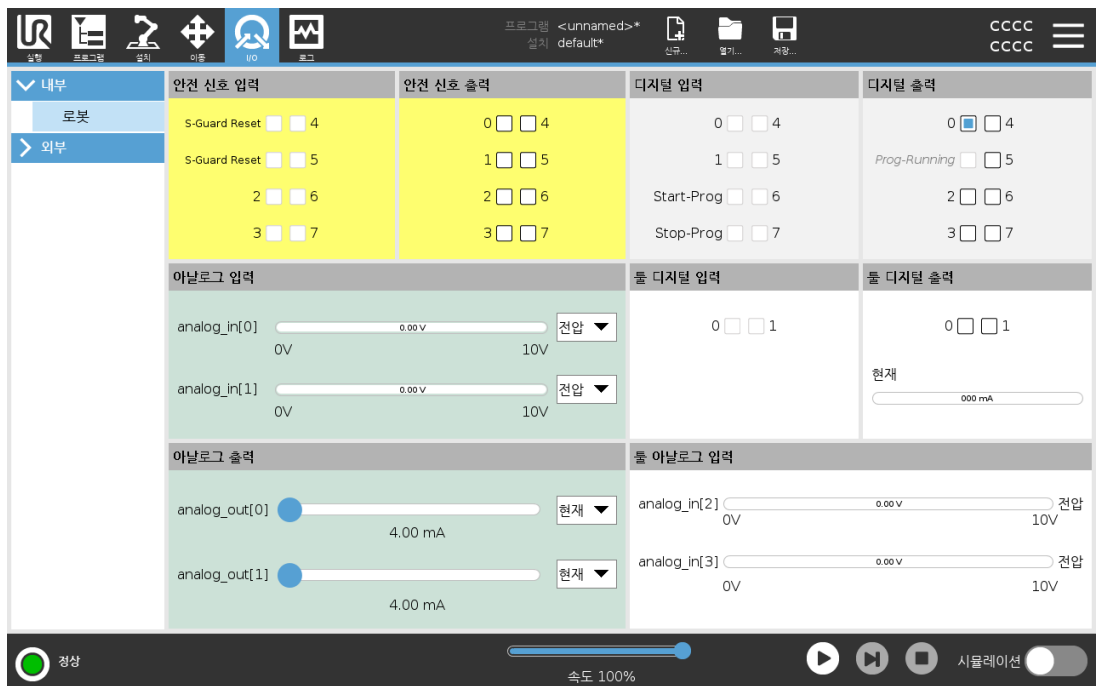 프로그램 <unnamed>*
설치 default*
CCCC
CCCC
실행 프로그램 설치 이동 I/O 로그
신규... 열기... 저장...
내부
로봇
외부
안전 신호 입력
S-Guard Reset 4
S-Guard Reset 5
2 6
3 7
안전 신호 출력
0 4
1 5
2 6
3 7
디지털 입력
0 4
1 5
Start-Prog 6
Stop-Prog 7
디지털 출력
0 4
Prog-Running 5
2 6
3 7
아날로그 입력
analog_in[0] 0.00 V 전압
0V 10V
analog_in[1] 0.00 V 전압
0V 10V
툴 디지털 입력
0 1
툴 디지털 출력
0 1
현재
000 mA
아날로그 출력
analog_out[0] 현재
4.00 mA
analog_out[1] 현재
4.00 mA
툴 아날로그 입력
analog_in[2] 0.00 V 전압
0V 10V
analog_in[3] 0.00 V 전압
0V 10V
정상
속도 100%
시뮬레이션